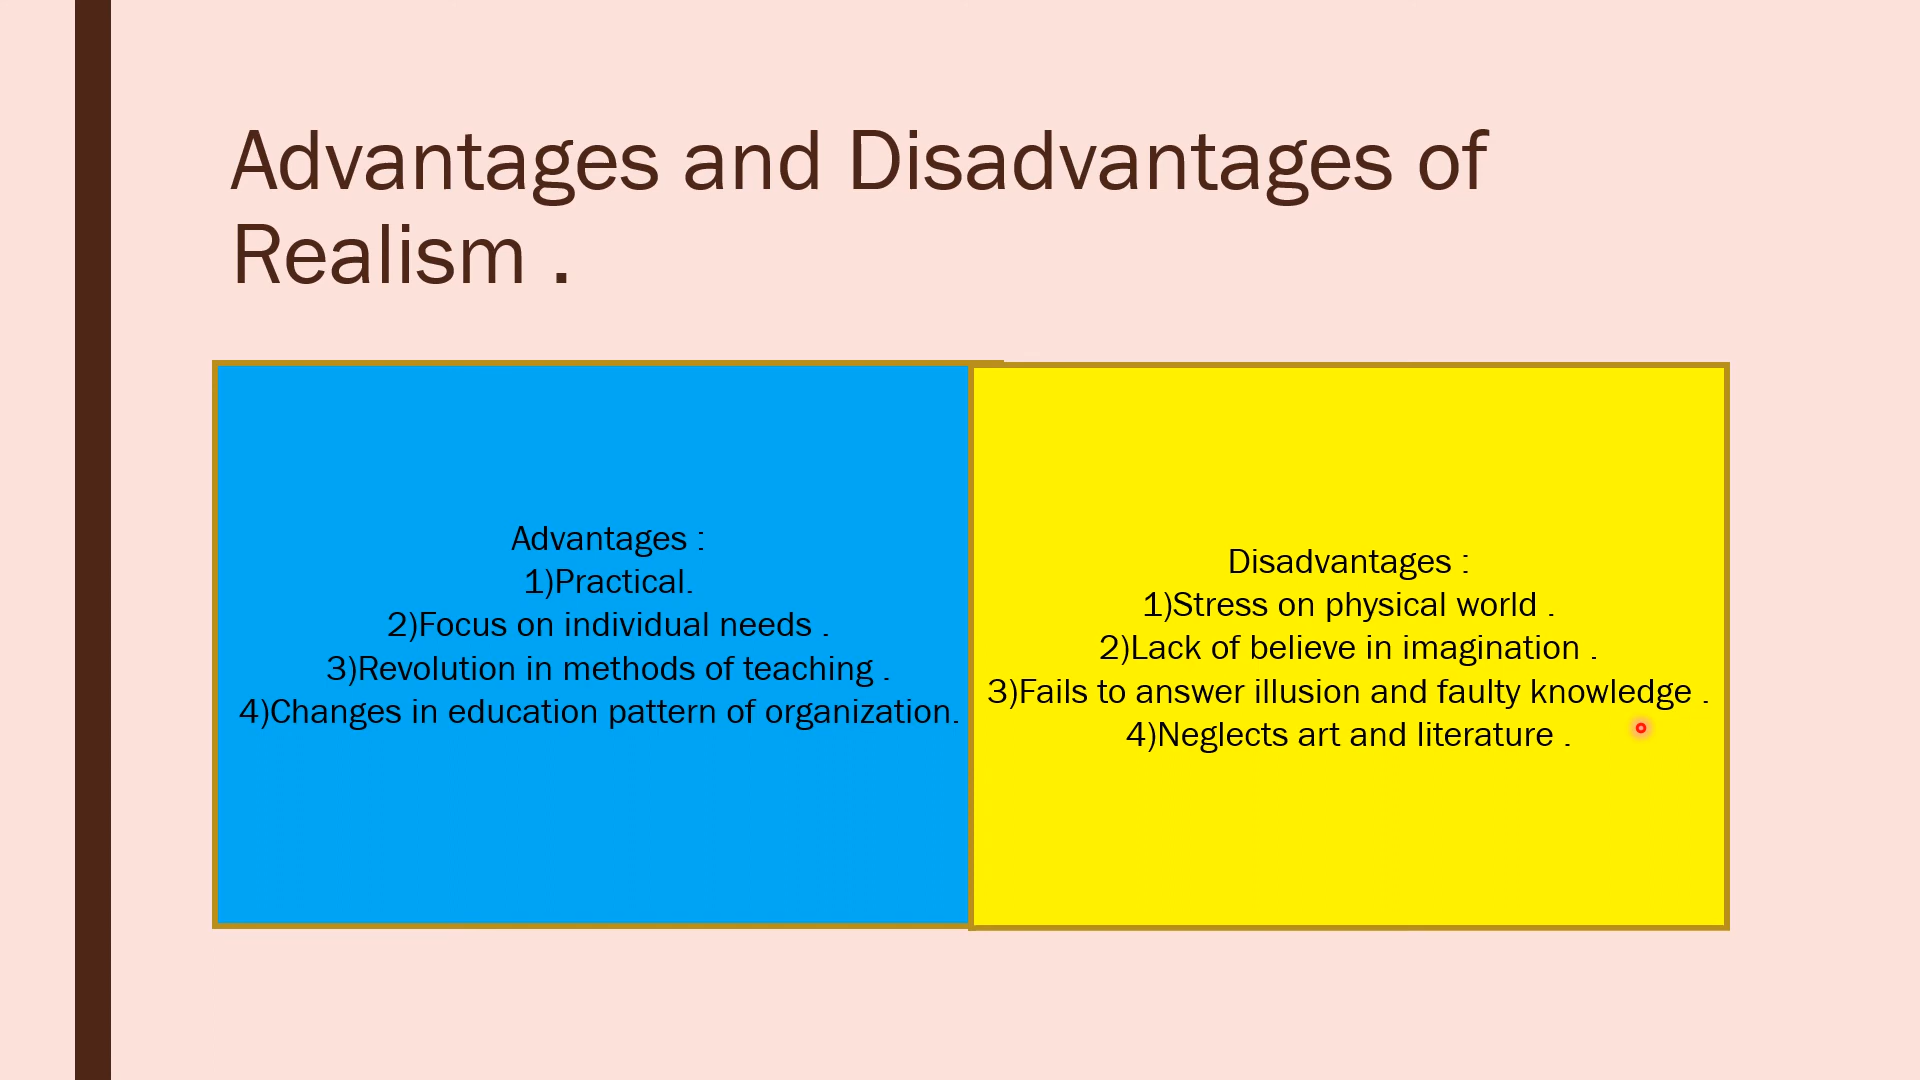 Advantages and Disadvantages of
Realism .
Advantages :
1)Practical.
2)Focus on individual needs .
3)Revolution in methods of teaching .
4)Changes in education pattern of organization.
Disadvantages :
1)Stress on physical world .
2)Lack of believe in imagination .
3)Fails to answer illusion and faulty knowledge .
4)Neglects art and literature .